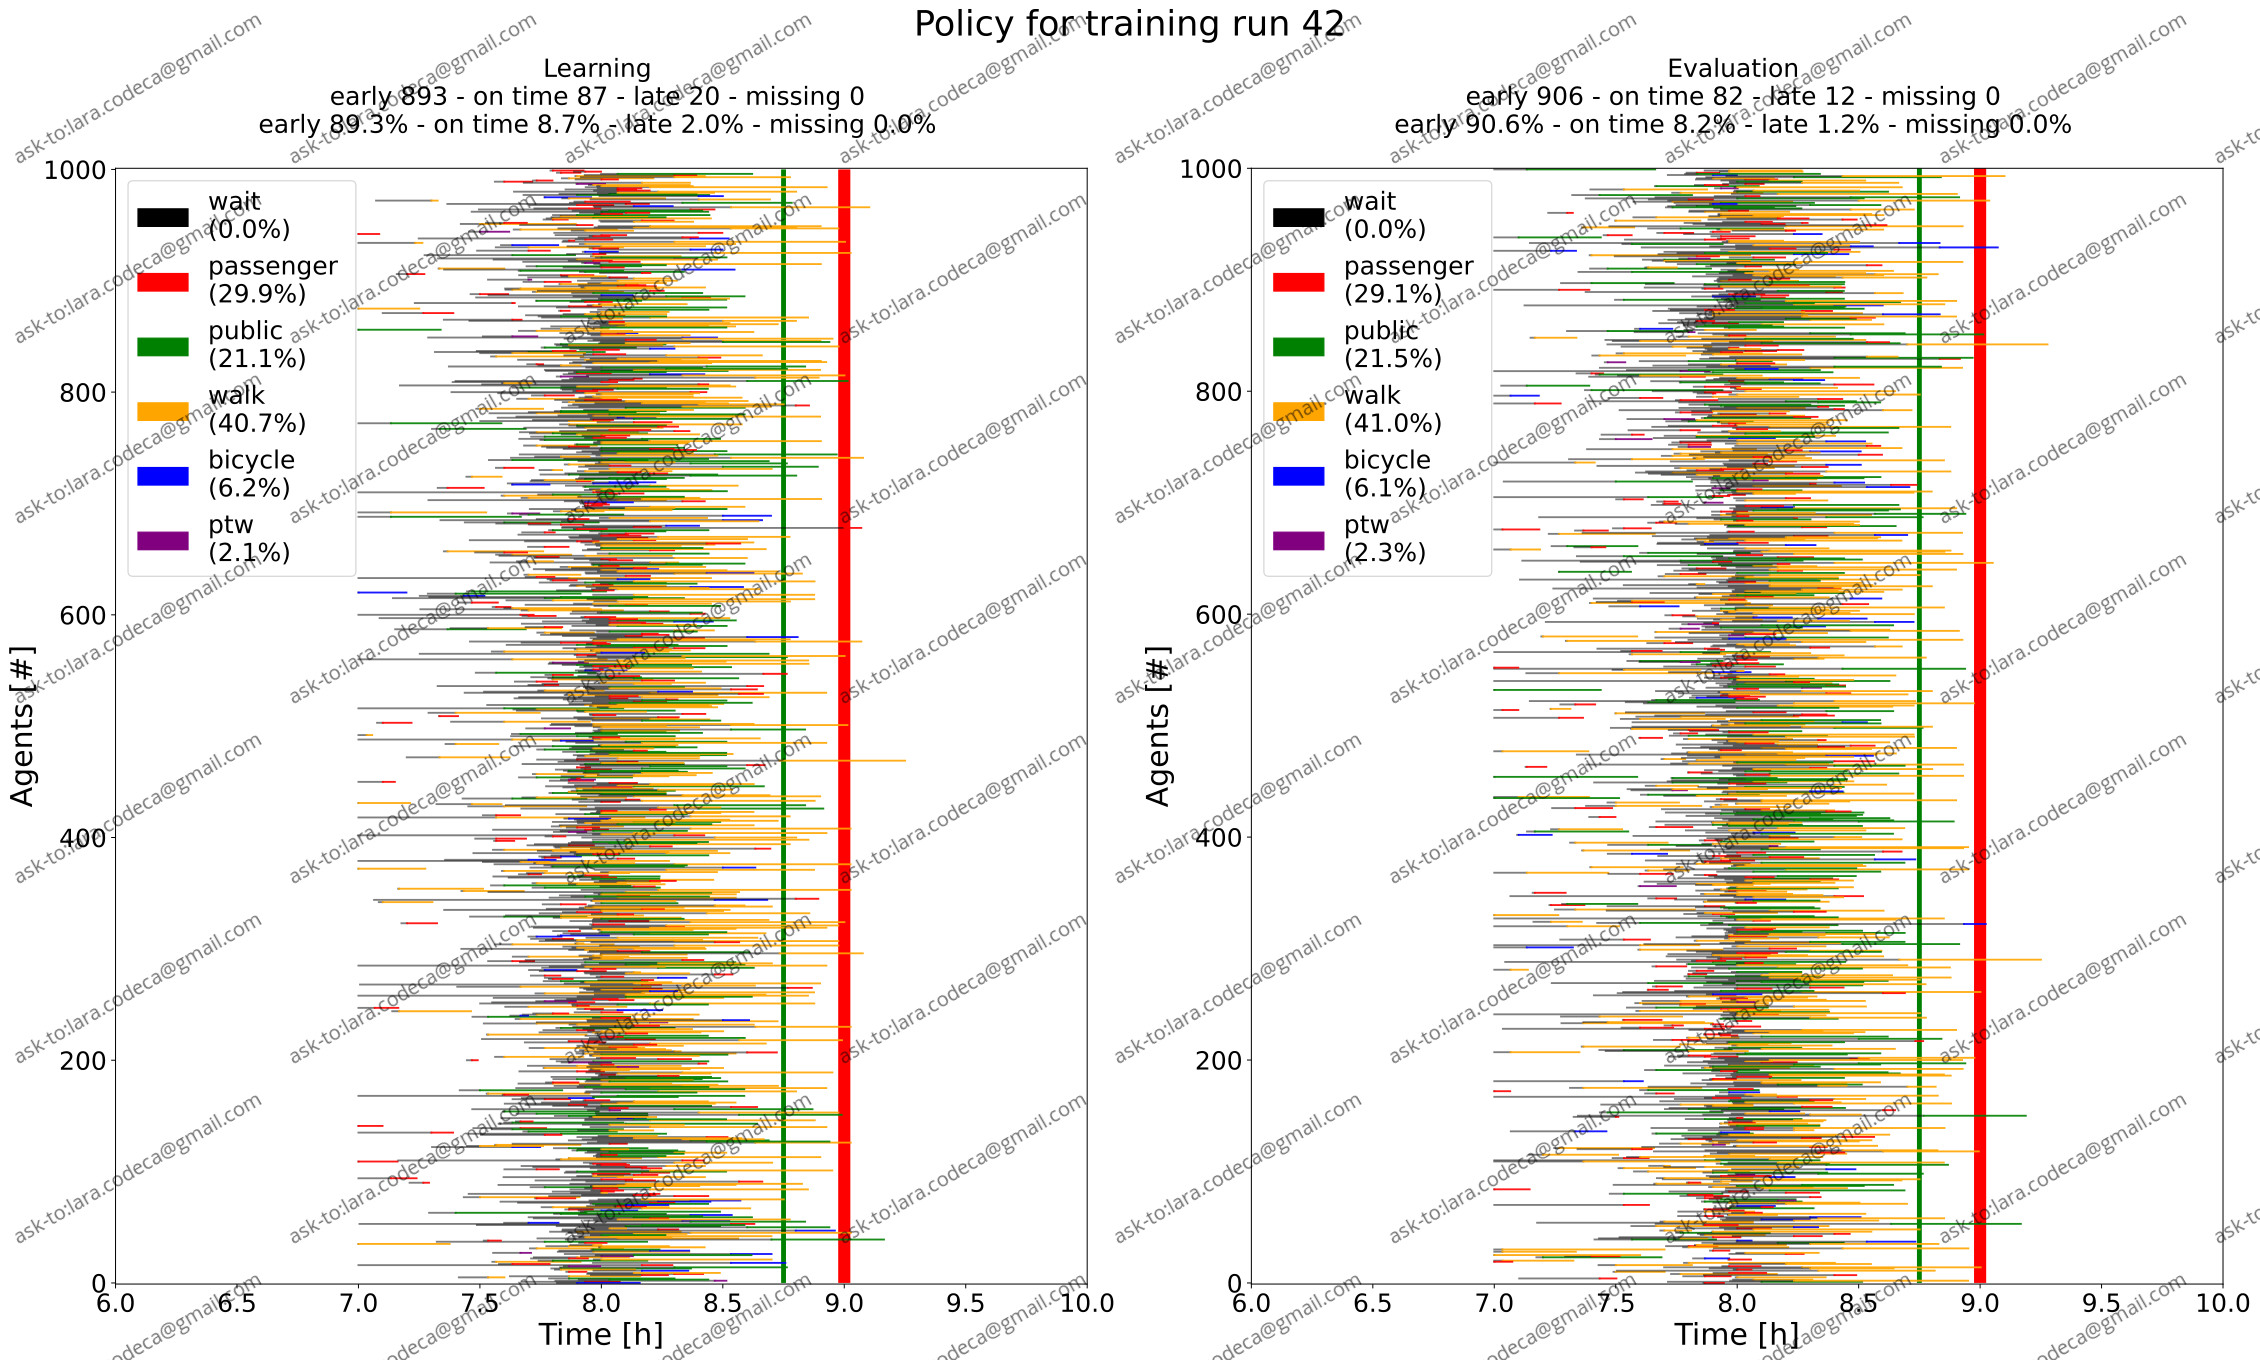 Policy for training run 42
Learning
early 893 - on time 87 - late 20 - missing 0
early 89.3% - on time 8.7% - late 2.0% - missing 0.0%
1000
800
600
400
200
0
Agents [#]
wait
(0.0%)
passenger
(29.9%)
public
(21.1%)
walk
(40.7%)
bicycle
(6.2%)
ptw
(2.1%)
6.0 6.5 7.0 7.5 8.0 8.5 9.0 9.5 10.0
Time [h]
Evaluation
early 906 - on time 82 - late 12 - missing 0
early 90.6% - on time 8.2% - late 1.2% - missing 0.0%
1000
800
600
400
200
0
Agents [#]
wait
(0.0%)
passenger
(29.1%)
public
(21.5%)
walk
(41.0%)
bicycle
(6.1%)
ptw
(2.3%)
6.0 6.5 7.0 7.5 8.0 8.5 9.0 9.5 10.0
Time [h]
ask-to:lara.codeca@gmail.com